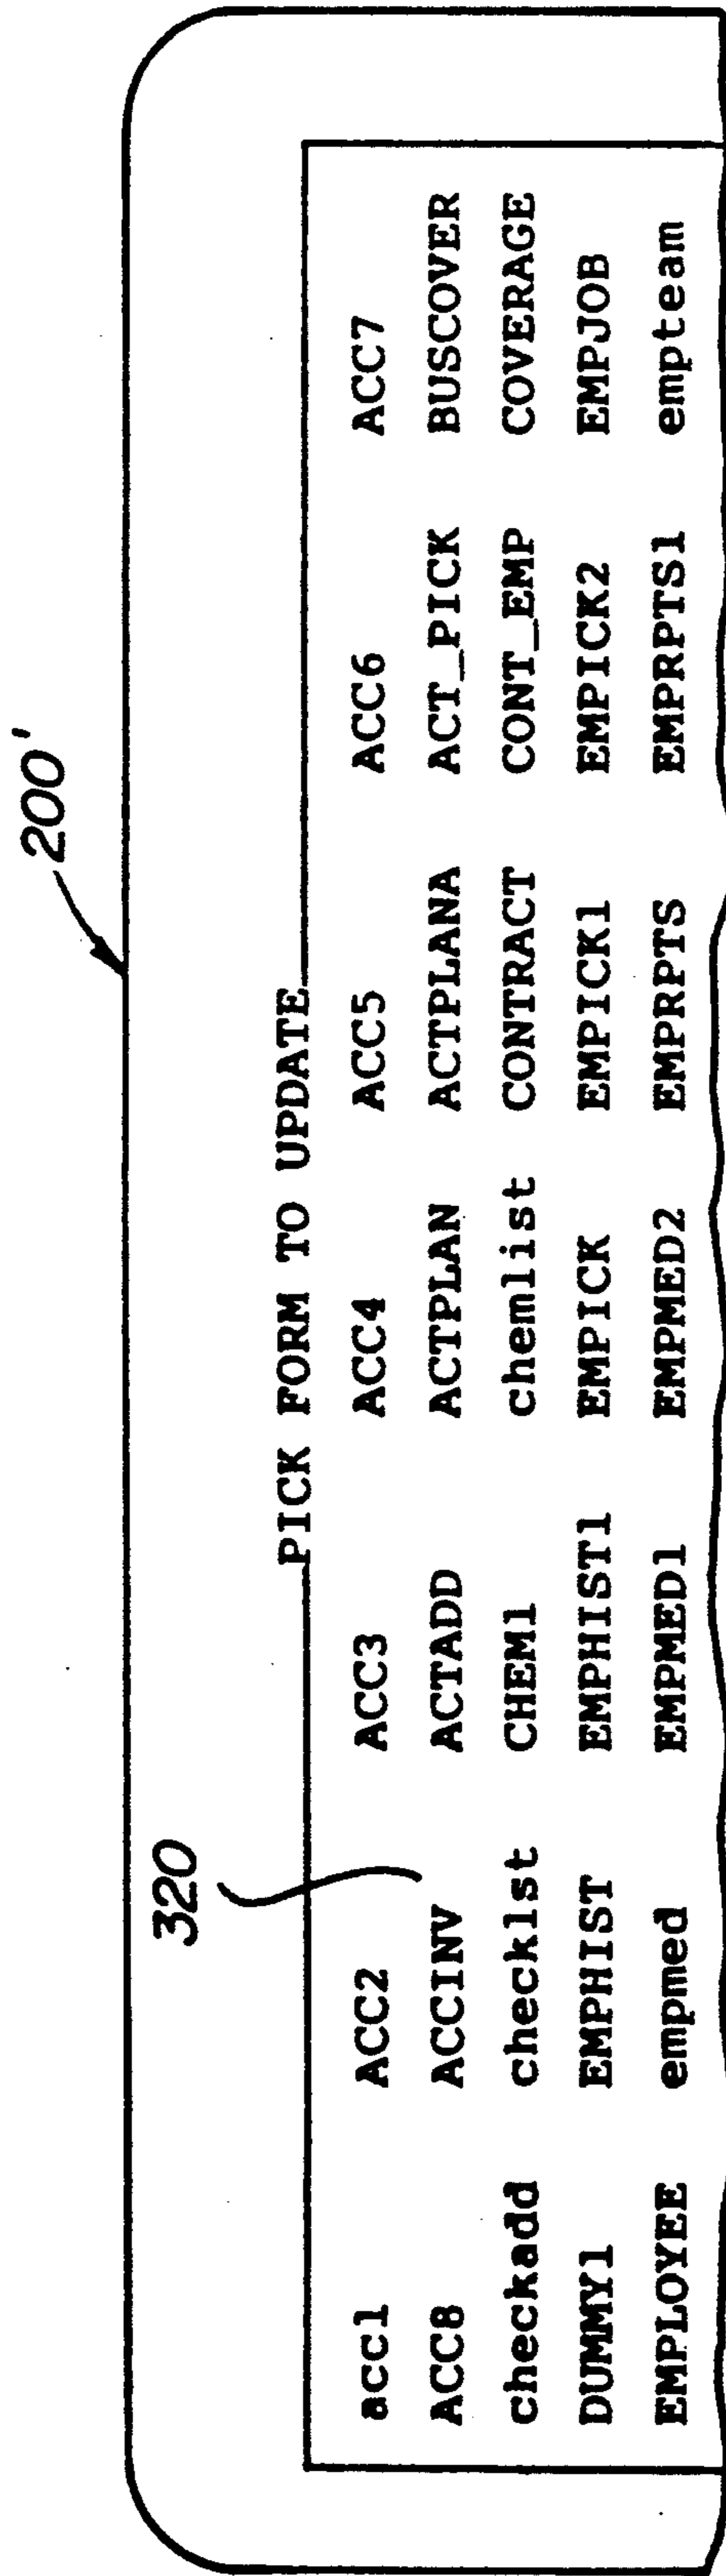 200'
320
PICK FORM TO UPDATE
acc1 ACC2 ACC3 ACC4 ACC5 ACC6 ACC7
ACC8 ACCINV ACTADD ACTPLAN ACTPLANA ACT_PICK BUSCOVER
checkadd checklst CHEM1 chemlist CONTRACT CONT_EMP COVERAGE
DUMMY1 EMPHIST EMPHIST1 EMPICK EMPICK1 EMPICK2 EMPJOB
EMPLOYEE empmed EMPMED1 EMPMED2 EMPRPTS EMPRPTS1 empteam